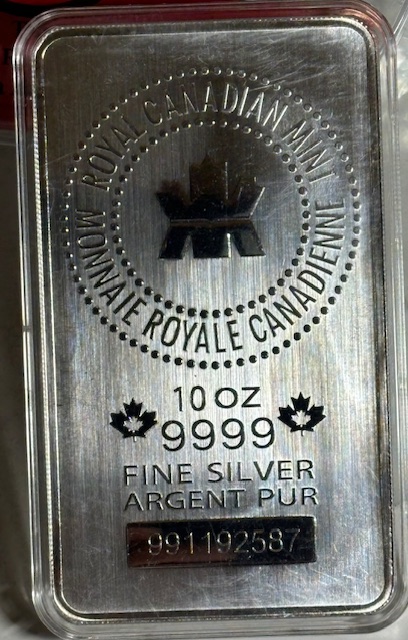 ROYAL CANADIAN MINT
MONNAIE ROYALE CANADIENNE
10 OZ
9999
FINE SILVER
ARGENT PUR
991192587